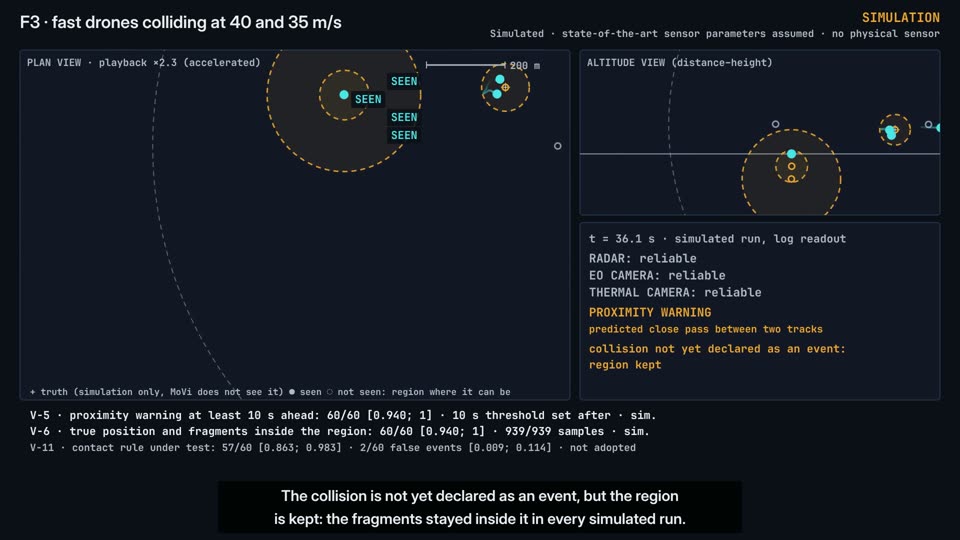 F3 · fast drones colliding at 40 and 35 m/s
SIMULATION
Simulated · state-of-the-art sensor parameters assumed · no physical sensor
PLAN VIEW · playback ×2.3 (accelerated)
200 m
SEEN
SEEN
SEEN
SEEN
+ truth (simulation only, MoVi does not see it) ● seen ○ not seen: region where it can be
ALTITUDE VIEW (distance-height)
t = 36.1 s · simulated run, log readout
RADAR: reliable
EO CAMERA: reliable
THERMAL CAMERA: reliable
PROXIMITY WARNING
predicted close pass between two tracks
collision not yet declared as an event:
region kept
V-5 · proximity warning at least 10 s ahead: 60/60 [0.940; 1] · 10 s threshold set after · sim.
V-6 · true position and fragments inside the region: 60/60 [0.940; 1] · 939/939 samples · sim.
V-11 · contact rule under test: 57/60 [0.863; 0.983] · 2/60 false events [0.009; 0.114] · not adopted
The collision is not yet declared as an event, but the region
is kept: the fragments stayed inside it in every simulated run.